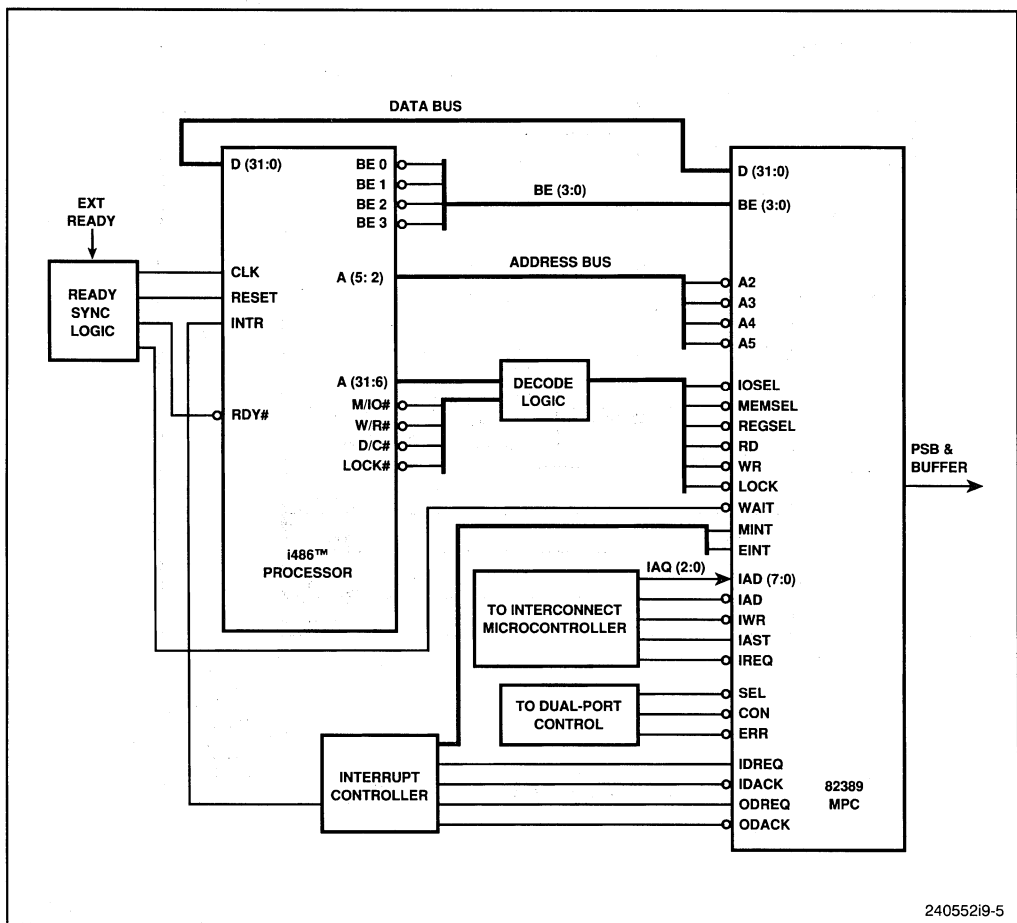 DATA BUS
D (31:0)
BE 0
BE 1
BE 2
BE 3
BE (3:0)
D (31:0)
BE (3:0)
EXT
READY
READY
SYNC
LOGIC
CLK
RESET
INTR
RDY#
A (5: 2)
ADDRESS BUS
A2
A3
A4
A5
A (31:6)
M/IO#
W/R#
D/C#
LOCK#
DECODE
LOGIC
IOSEL
MEMSEL
REGSEL
RD
WR
LOCK
WAIT
MINT
EINT
PSB &
BUFFER
i486™
PROCESSOR
IAQ (2:0)
TO INTERCONNECT
MICROCONTROLLER
IAD (7:0)
IAD
IWR
IAST
IREQ
TO DUAL-PORT
CONTROL
SEL
CON
ERR
INTERRUPT
CONTROLLER
IDREQ
IDACK
ODREQ
ODACK
82389
MPC
240552i9-5